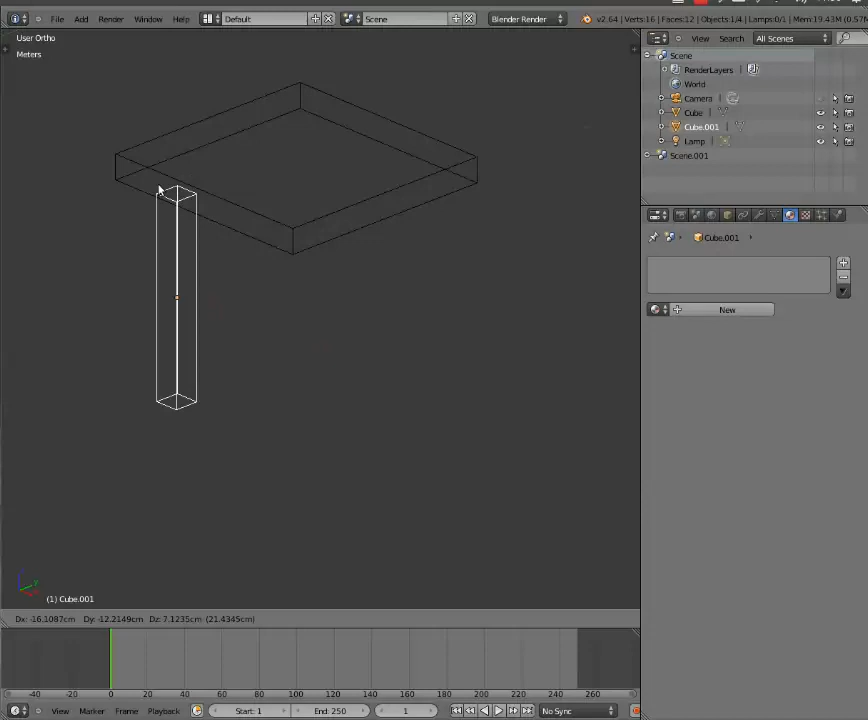 File Add Render Window Help Default Scene Blender Render v2.64 | Verts:16 | Faces:12 | Objects:1/4 | Lamps:0/1 | Mem:19.43M (0.57M
User Ortho
Meters
View Search All Scenes
Scene
RenderLayers
World
Camera
Cube
Cube.001
Lamp
Scene.001
Cube.001
New
(1) Cube.001
Dx: -16.1087cm Dy: -12.2149cm Dz: 7.1235cm (21.4345cm)
-40 -20 0 20 40 60 80 100 120 140 160 180 200 220 240 260
View Marker Frame Playback Start: 1 End: 250 1 No Sync